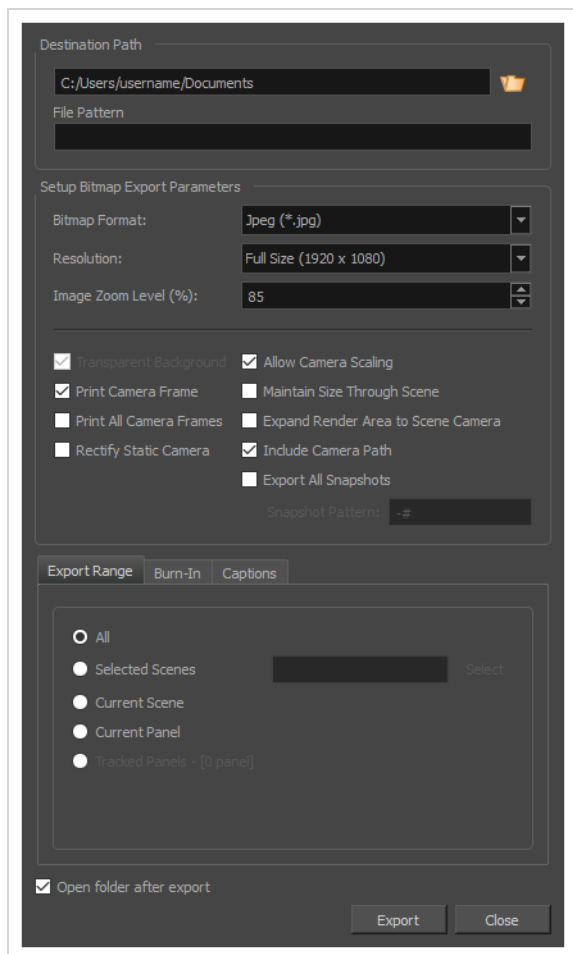 Destination Path
C:/Users/username/Documents
File Pattern
Setup Bitmap Export Parameters
Bitmap Format: Jpeg (*.jpg)
Resolution: Full Size (1920 x 1080)
Image Zoom Level (%): 85
Transparent Background Allow Camera Scaling
Print Camera Frame Maintain Size Through Scene
Print All Camera Frames Expand Render Area to Scene Camera
Rectify Static Camera Include Camera Path
Export All Snapshots
Snapshot Pattern: -#
Export Range Burn-In Captions
All
Selected Scenes Select
Current Scene
Current Panel
Tracked Panels - [0 panel]
Open folder after export
Export Close